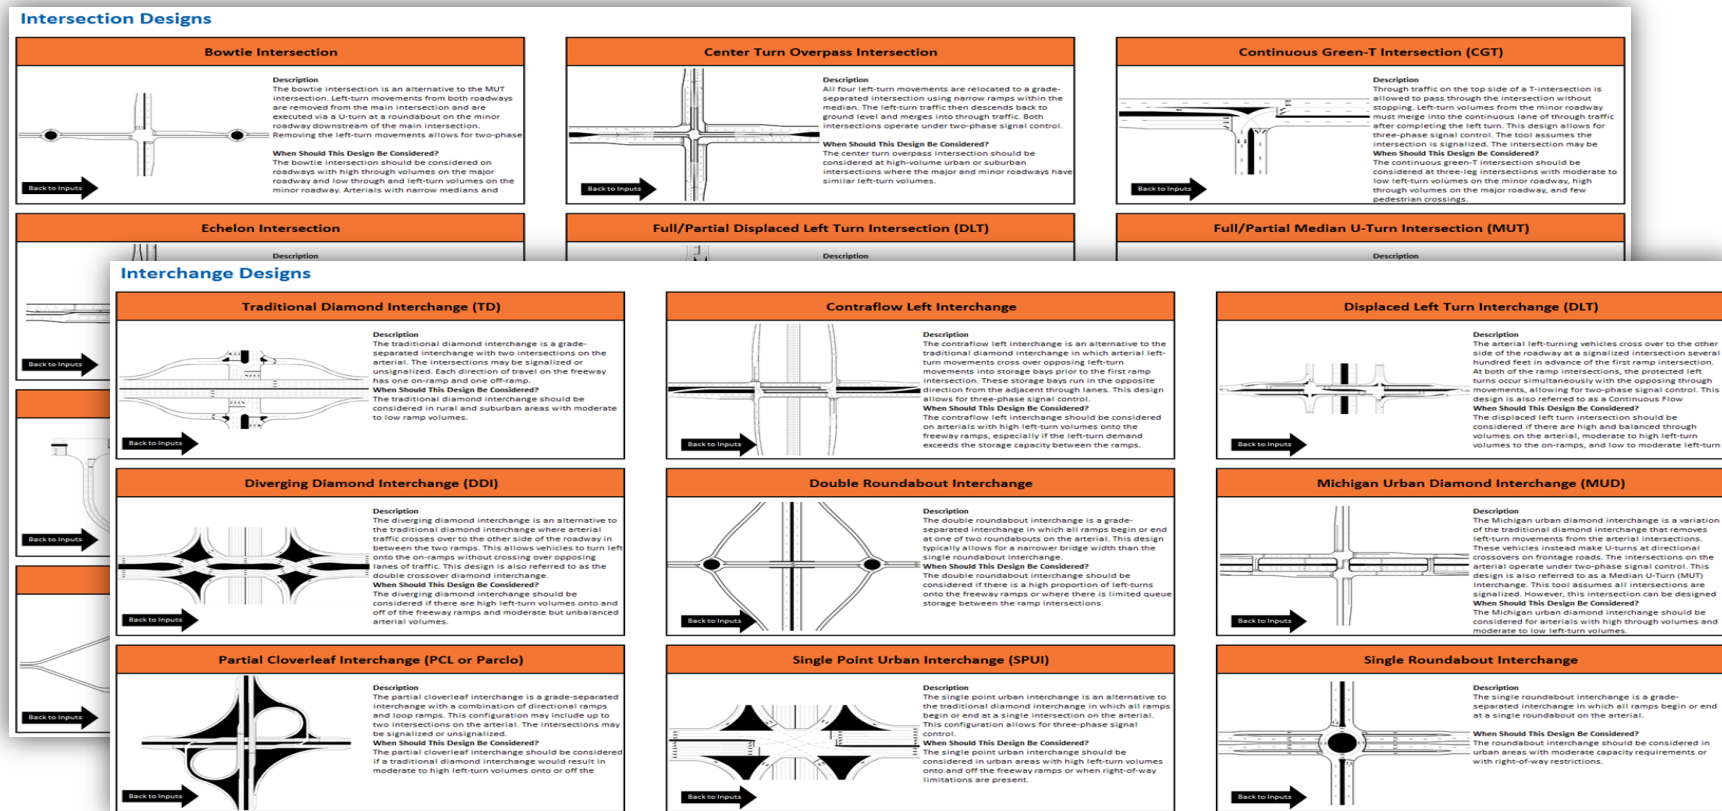 Intersection Designs
Bowtie Intersection
Description
The bowtie intersection is an alternative to the MUT
intersection. Left-turn movements from both roadways
are removed from the main intersection and are
executed via a U-turn at a roundabout on the minor
roadway downstream of the main intersection.
Removing the left-turn movements allows for two-phase
When Should This Design Be Considered?
The bowtie intersection should be considered on
roadways with high through volumes on the major
roadway and low through and left-turn volumes on the
minor roadway. Arterials with narrow medians and
Back to Inputs
Center Turn Overpass Intersection
Description
All four left-turn movements are relocated to a grade-
separated intersection using narrow ramps within the
median. The left-turn traffic then descends back to
ground level and merges into through traffic. Both
intersections operate under two-phase signal control.
When Should This Design Be Considered?
The center turn overpass intersection should be
considered at high-volume urban or suburban
intersections where the major and minor roadways have
similar left-turn volumes.
Back to Inputs
Continuous Green-T Intersection (CGT)
Description
Through traffic on the top side of a T-intersection is
allowed to pass through the intersection without
stopping. Left-turn volumes from the minor roadway
must merge into the continuous lane of through traffic
after completing the left turn. This design allows for
three-phase signal control. The tool assumes the
intersection is signalized. The intersection may be
When Should This Design Be Considered?
The continuous green-T intersection should be
considered at three-leg intersections with moderate to
low left-turn volumes on the minor roadway, high
through volumes on the major roadway, and few
pedestrian crossings.
Back to Inputs
Echelon Intersection
Description
Back to Inputs
Full/Partial Displaced Left Turn Intersection (DLT)
Description
Full/Partial Median U-Turn Intersection (MUT)
Description
Back to Inputs
Back to Inputs
Interchange Designs
Traditional Diamond Interchange (TD)
Description
The traditional diamond interchange is a grade-
separated interchange with two intersections on the
arterial. The intersections may be signalized or
unsignalized. Each direction of travel on the freeway
has one on-ramp and one off-ramp.
When Should This Design Be Considered?
The traditional diamond interchange should be
considered in rural and suburban areas with moderate
to low ramp volumes.
Back to Inputs
Contraflow Left Interchange
Description
The contraflow left interchange is an alternative to the
traditional diamond interchange in which arterial left-
turn movements cross over opposing left-turn
movements into storage bays prior to the first ramp
intersection. These storage bays run in the opposite
direction from the adjacent through lanes. This design
allows for three-phase signal control.
When Should This Design Be Considered?
The contraflow left interchange should be considered
on arterials with high left-turn volumes onto the
freeway ramps, especially if the left-turn demand
exceeds the storage capacity between the ramps.
Back to Inputs
Displaced Left Turn Interchange (DLT)
Description
The arterial left-turning vehicles cross over to the other
side of the roadway at a signalized intersection several
hundred feet in advance of the first ramp intersection.
At both of the ramp intersections, the protected left
turns occur simultaneously with the opposing through
movements, allowing for two-phase signal control. This
design is also referred to as a Continuous Flow
When Should This Design Be Considered?
The displaced left turn intersection should be
considered if there are high and balanced through
volumes on the arterial, moderate to high left-turn
volumes to the on-ramps, and low to moderate left-turn
Back to Inputs
Diverging Diamond Interchange (DDI)
Description
The diverging diamond interchange is an alternative to
the traditional diamond interchange where arterial
traffic crosses over to the other side of the roadway in
between the two ramps. This allows vehicles to turn left
onto the on-ramps without crossing over opposing
lanes of traffic. This design is also referred to as the
double crossover diamond interchange.
When Should This Design Be Considered?
The diverging diamond interchange should be
considered if there are high left-turn volumes onto and
off of the freeway ramps and moderate but unbalanced
arterial volumes.
Back to Inputs
Double Roundabout Interchange
Description
The double roundabout interchange is a grade-
separated interchange in which all ramps begin or end
at one of two roundabouts on the arterial. This design
typically allows for a narrower bridge width than the
single roundabout interchange.
When Should This Design Be Considered?
The double roundabout interchange should be
considered if there is a high proportion of left-turns
onto the freeway ramps or where there is limited queue
storage between the ramp intersections.
Back to Inputs
Michigan Urban Diamond Interchange (MUD)
Description
The Michigan urban diamond interchange is a variation
of the traditional diamond interchange that removes
left-turn movements from the arterial intersections.
These vehicles instead make U-turns at directional
crossovers on frontage roads. The intersections on the
arterial operate under two-phase signal control. This
design is also referred to as a Median U-Turn (MUT)
Interchange. This tool assumes all intersections are
signalized. However, this intersection can be designed
When Should This Design Be Considered?
The Michigan urban diamond interchange should be
considered for arterials with high through volumes and
moderate to low left-turn volumes.
Back to Inputs
Partial Cloverleaf Interchange (PCL or Parclo)
Description
The partial cloverleaf interchange is a grade-separated
interchange with a combination of directional ramps
and loop ramps. This configuration may include up to
two intersections on the arterial. The intersections may
be signalized or unsignalized.
When Should This Design Be Considered?
The partial cloverleaf interchange should be considered
if a traditional diamond interchange would result in
moderate to high left-turn volumes onto or off the
Back to Inputs
Single Point Urban Interchange (SPUI)
Description
The single point urban interchange is an alternative to
the traditional diamond interchange in which all ramps
begin or end at a single intersection on the arterial.
This configuration allows for three-phase signal
control.
When Should This Design Be Considered?
The single point urban interchange should be
considered in urban areas with high left-turn volumes
onto and off the freeway ramps or when right-of-way
limitations are present.
Back to Inputs
Single Roundabout Interchange
Description
The single roundabout interchange is a grade-
separated interchange in which all ramps begin or end
at a single roundabout on the arterial.
When Should This Design Be Considered?
The roundabout interchange should be considered in
urban areas with moderate capacity requirements or
with right-of-way restrictions.
Back to Inputs